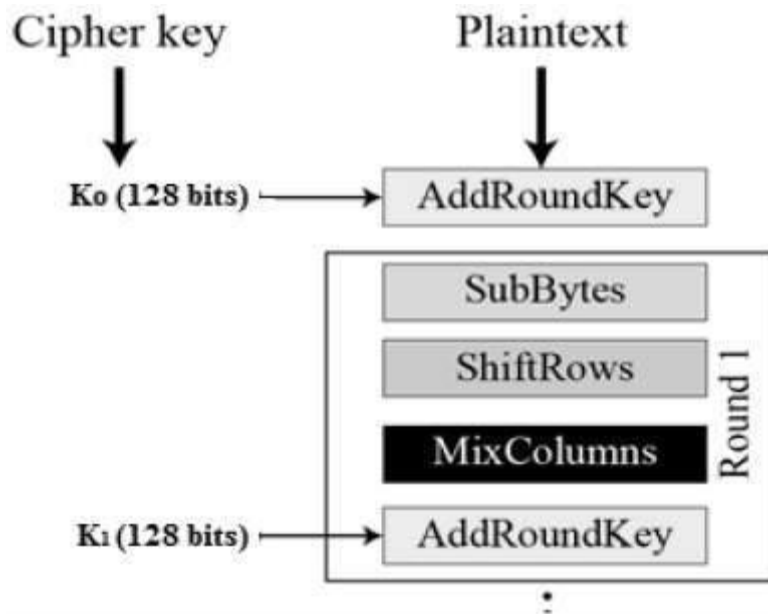 Cipher key
Plaintext
K0 (128 bits)
AddRoundKey
SubBytes
ShiftRows
MixColumns
Round 1
K1 (128 bits)
AddRoundKey